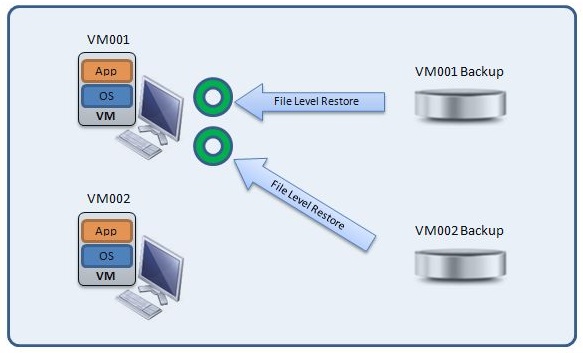 VM001
App
OS
VM
File Level Restore
VM001 Backup
File Level Restore
VM002
App
OS
VM
VM002 Backup